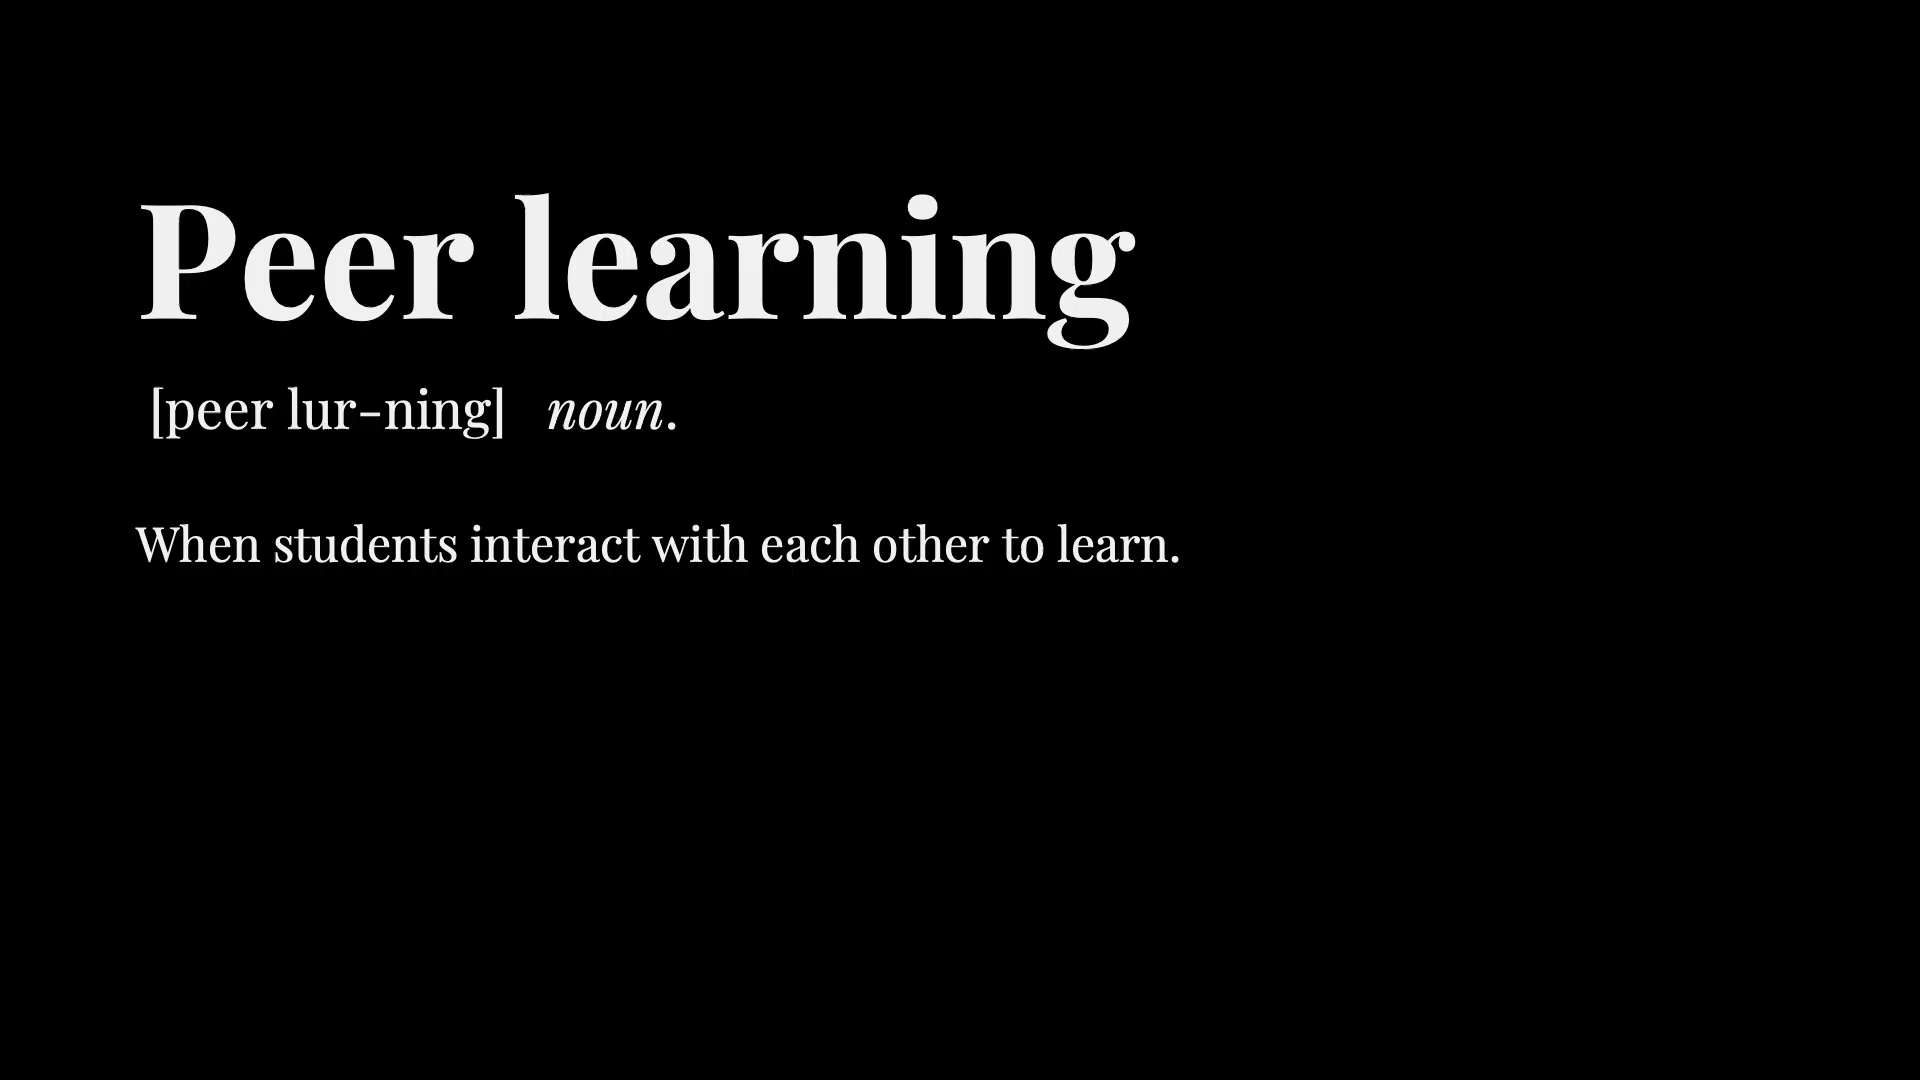 Peer learning
[peer lur-ning] noun.
When students interact with each other to learn.